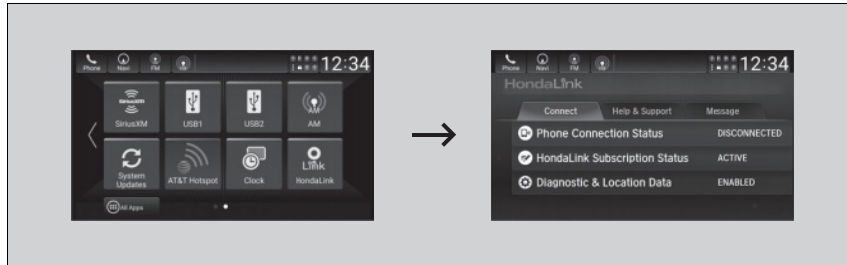 Phone Navi FM 12:34
SiriusXM
SiriusXM USB1 USB2 AM
AM
System Updates AT&T Hotspot Clock HondaLink
Link
All Apps
Phone Navi FM 12:34
HondaLink
Connect Help & Support Message
Phone Connection Status DISCONNECTED
HondaLink Subscription Status ACTIVE
Diagnostic & Location Data ENABLED